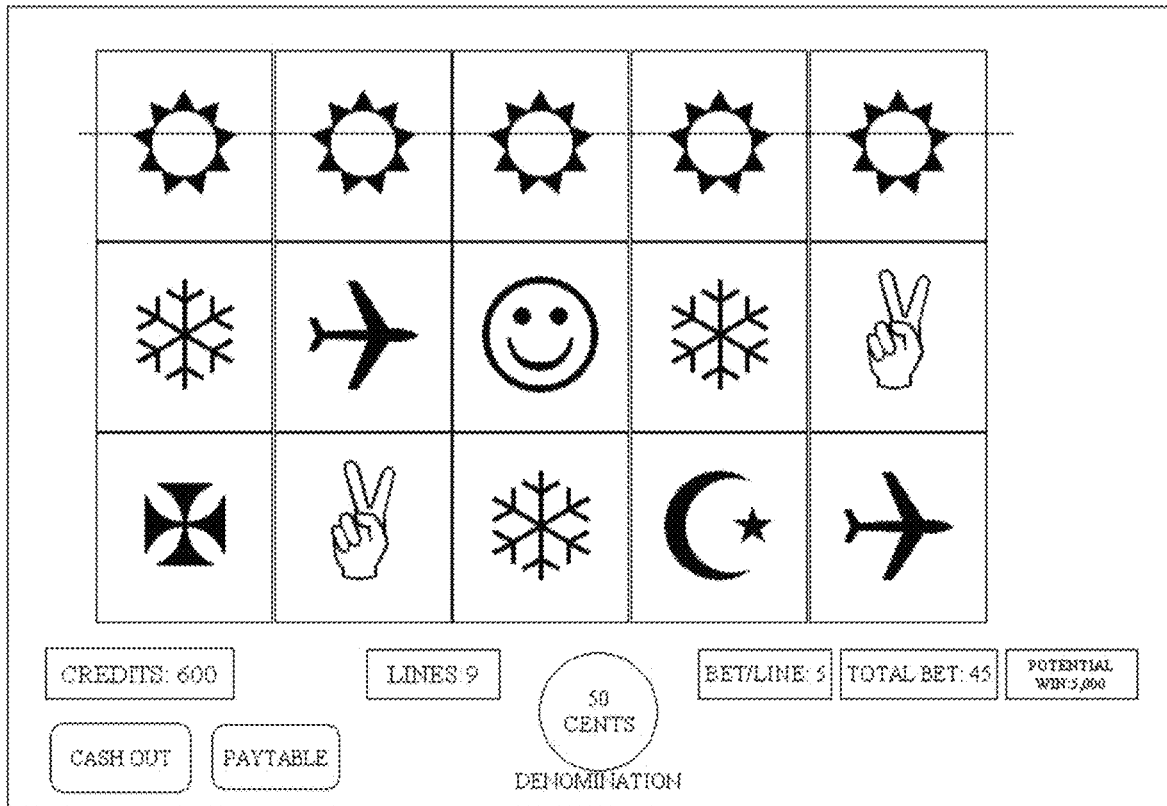 CREDITS: 600
LINES 9
50
CENTS
BET/LINE: 5
TOTAL BET: 45
POTENTIAL
WIN:5,000
CASH OUT
PAYTABLE
DENOMINATION